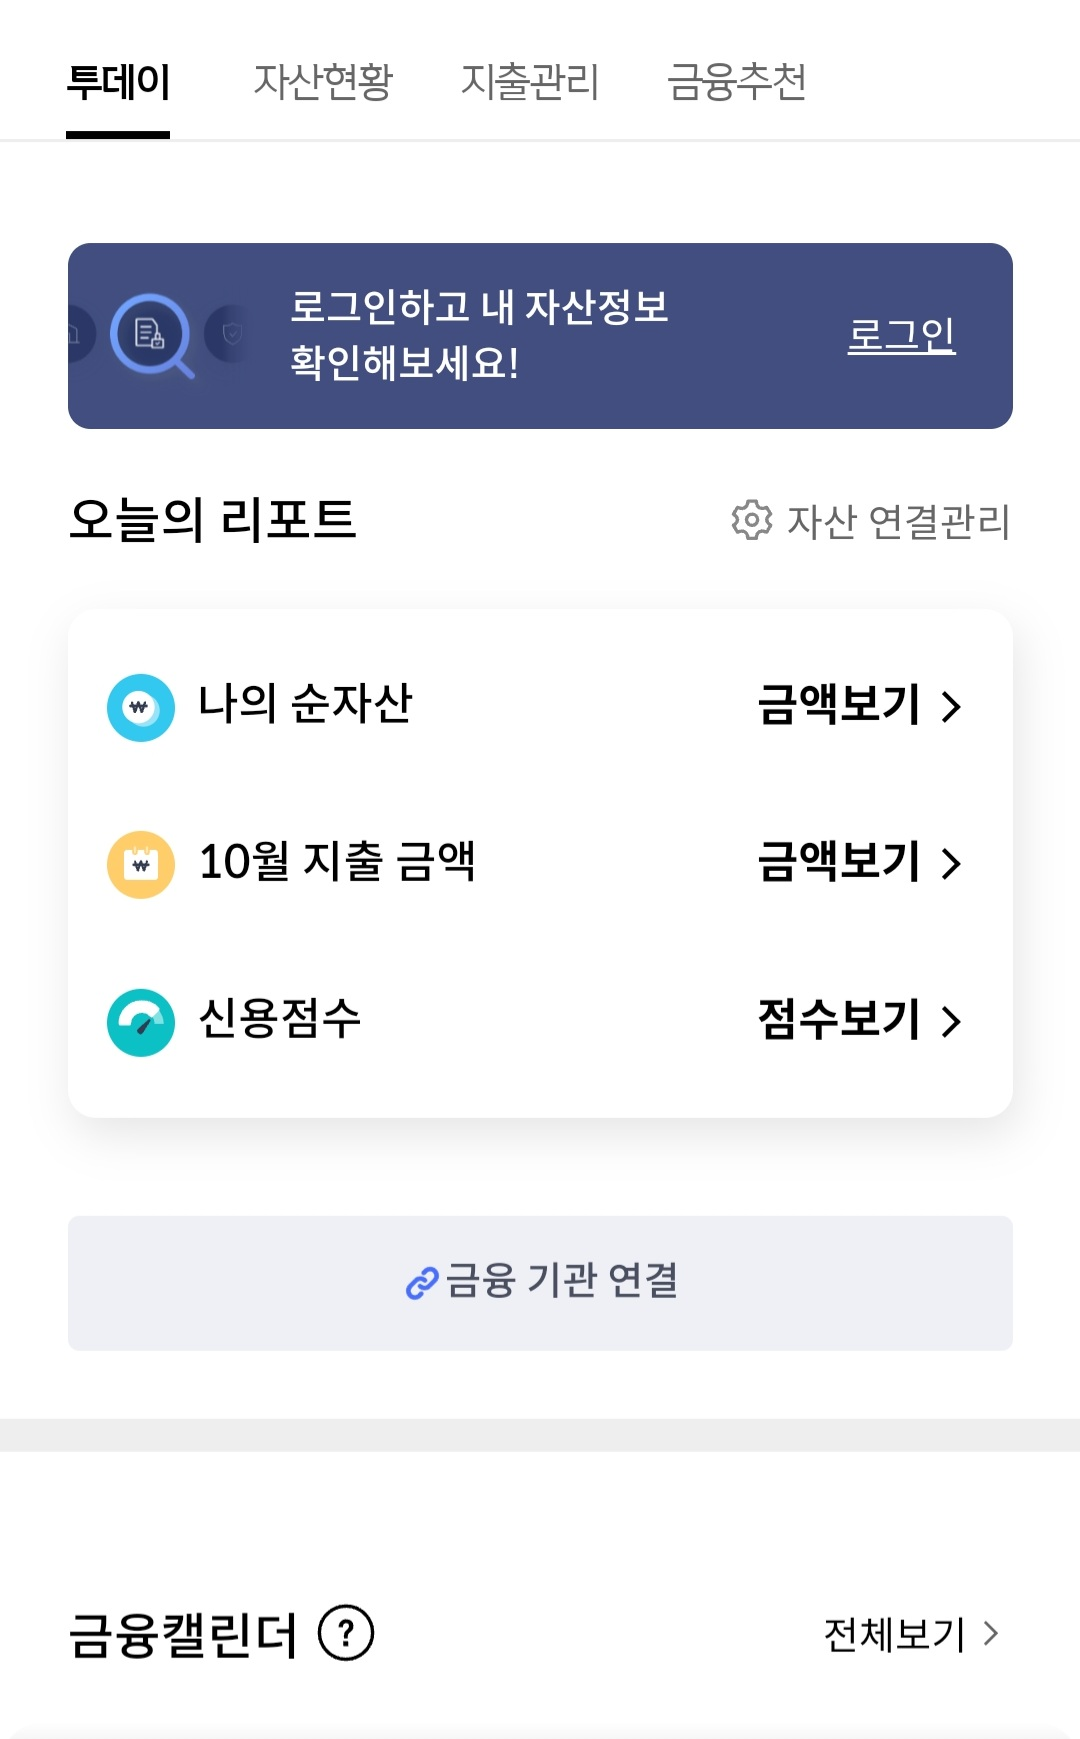 투데이 자산현황 지출관리 금융추천
로그인하고 내 자산정보
확인해보세요!
로그인
오늘의 리포트
자산 연결관리
나의 순자산 금액보기
10월 지출 금액 금액보기
신용점수 점수보기
금융 기관 연결
금융캘린더 ? 전체보기